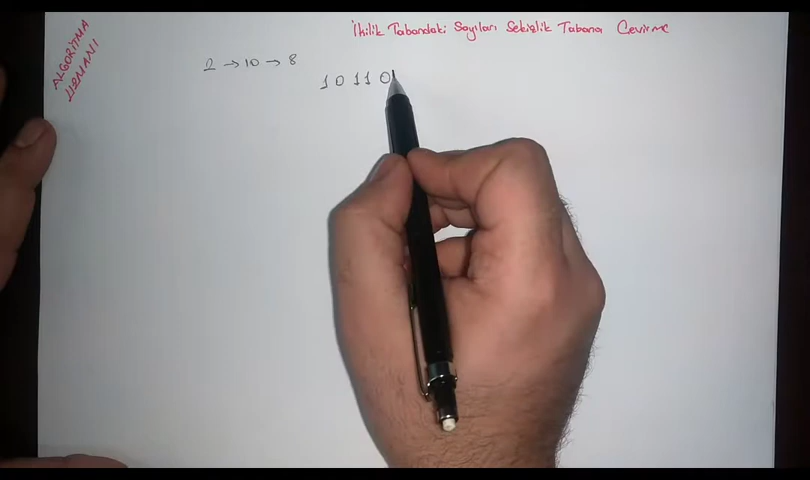 İkilik Tabandaki Sayıları Sekizlik Tabana Çevirme
ALGORİTMA
UZMANI
2 → 10 → 8
1 0 1 1 0